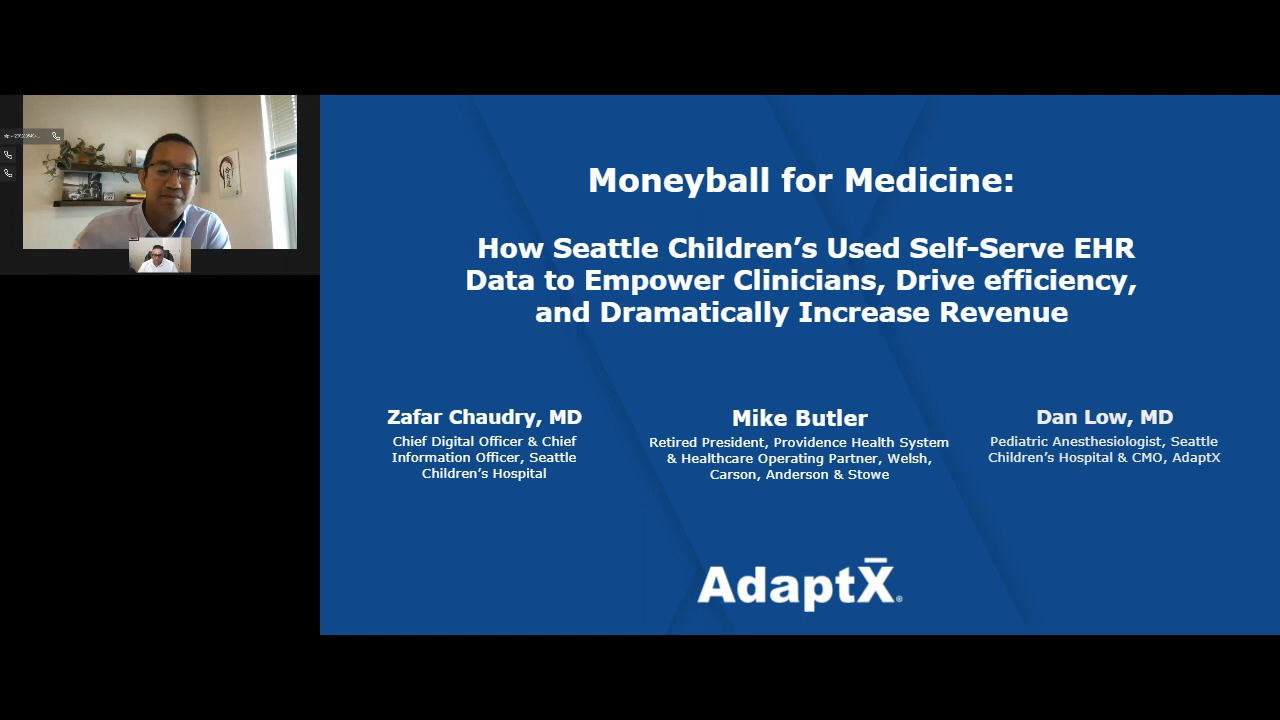 Moneyball for Medicine:
How Seattle Children’s Used Self-Serve EHR
Data to Empower Clinicians, Drive efficiency,
and Dramatically Increase Revenue
Zafar Chaudry, MD
Chief Digital Officer & Chief
Information Officer, Seattle
Children’s Hospital
Mike Butler
Retired President, Providence Health System
& Healthcare Operating Partner, Welsh,
Carson, Anderson & Stowe
Dan Low, MD
Pediatric Anesthesiologist, Seattle
Children’s Hospital & CMO, AdaptX
AdaptX®